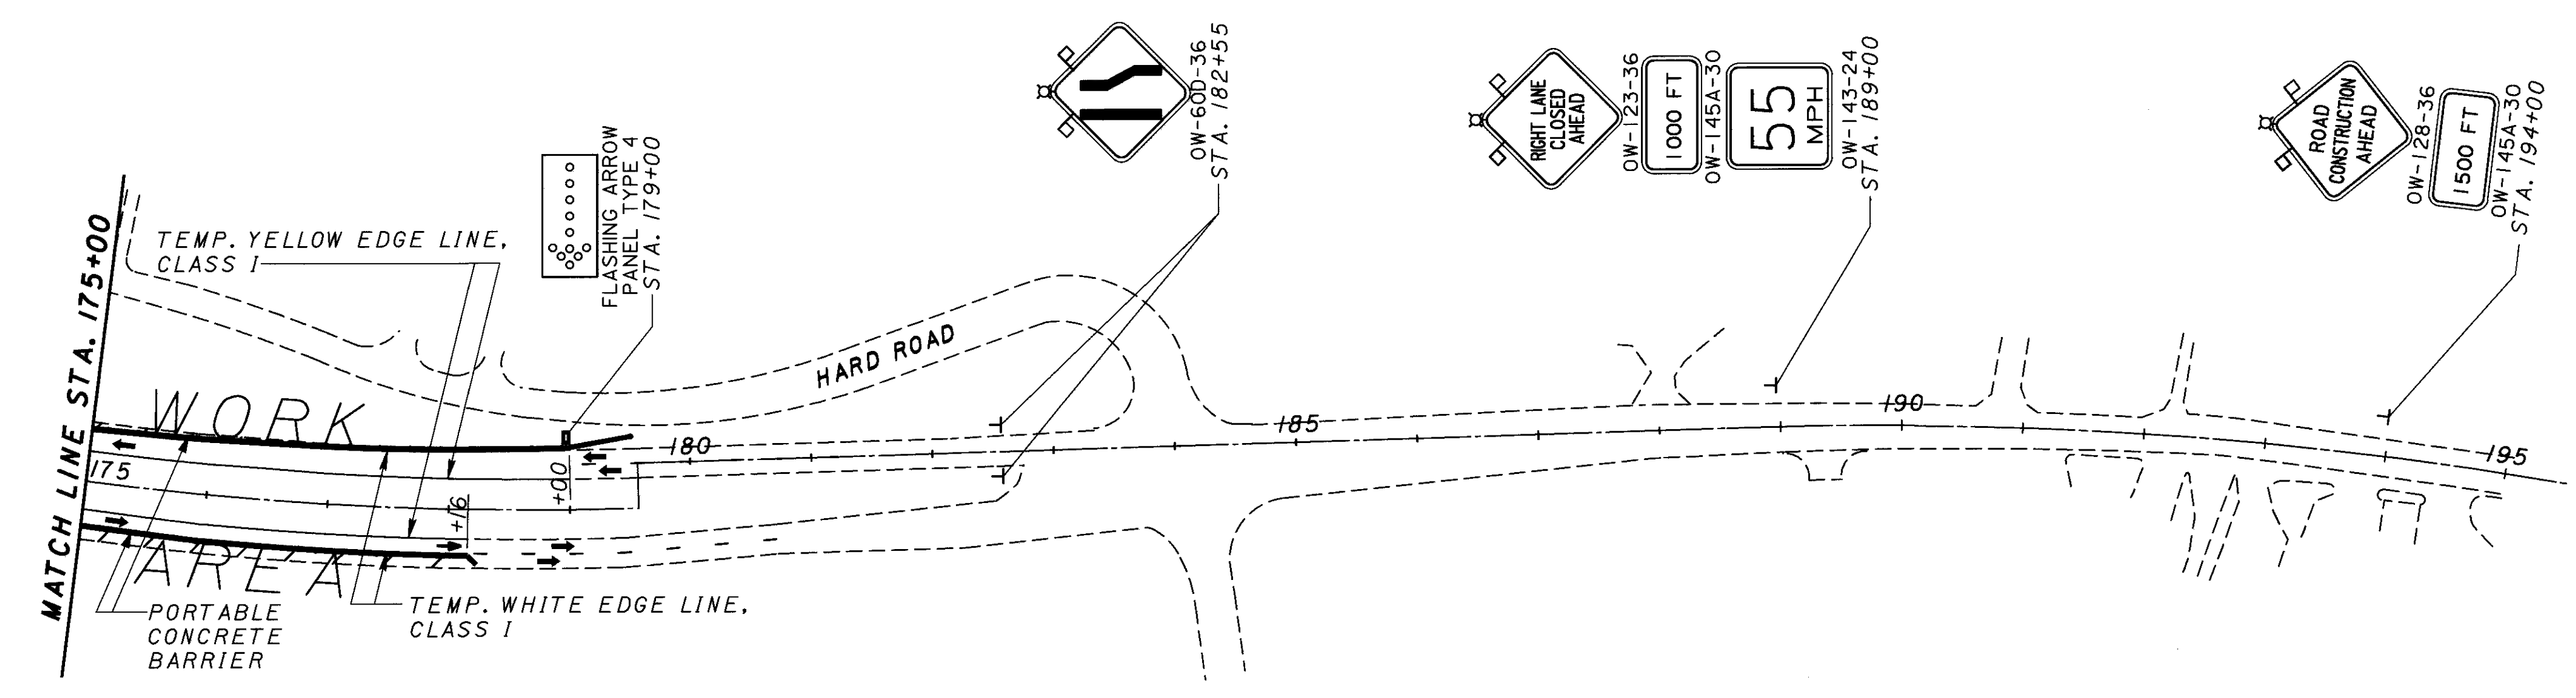 MATCH LINE STA. 175+00
TEMP. YELLOW EDGE LINE,
CLASS I
FLASHING ARROW
PANEL TYPE 4
STA. 179+00
OW-60D-36
STA. 182+55
RIGHT LANE
CLOSED
AHEAD
OW-123-36
1000 FT
OW-145A-30
55
MPH
OW-143-24
STA. 189+00
ROAD
CONSTRUCTION
AHEAD
OW-128-36
1500 FT
OW-145A-30
STA. 194+00
HARD ROAD
WORK
AREA
175
+16
+00
180
185
190
195
PORTABLE
CONCRETE
BARRIER
TEMP. WHITE EDGE LINE,
CLASS I